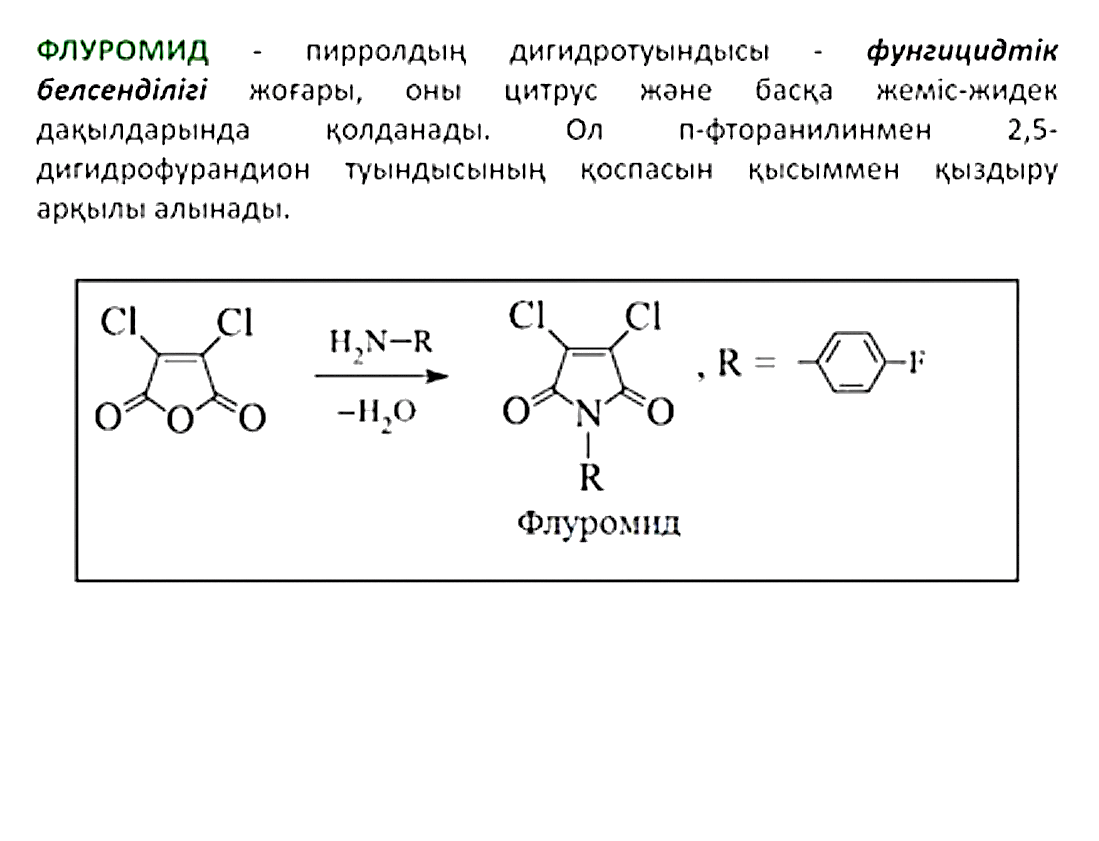 ФЛУРОМИД - пирролдың дигидротуындысы - фунгицидтік
белсенділігі жоғары, оны цитрус және басқа жеміс-жидек
дақылдарында қолданады. Ол п-фторанилинмен 2,5-
дигидрофурандион туындысының қоспасын қысыммен қыздыру
арқылы алынады.
Cl Cl Cl Cl
H₂N–R
, R = –F
O O O –H₂O O N O
R
Флуромид